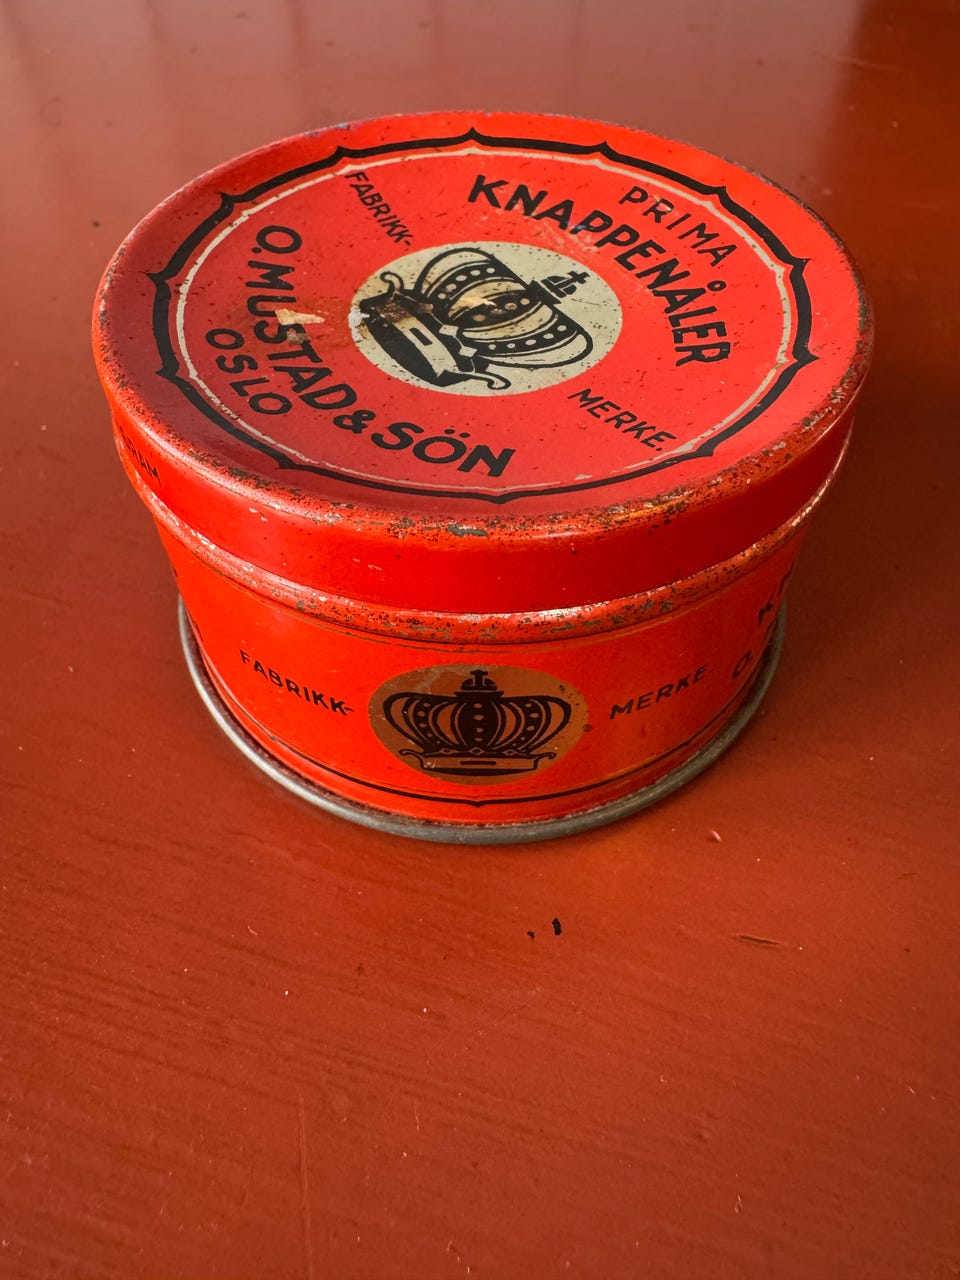 PRIMA
KNAPPENÅLER
FABRIKK-
MERKE.
O. MUSTAD & SÖN
OSLO
FABRIKK-
MERKE